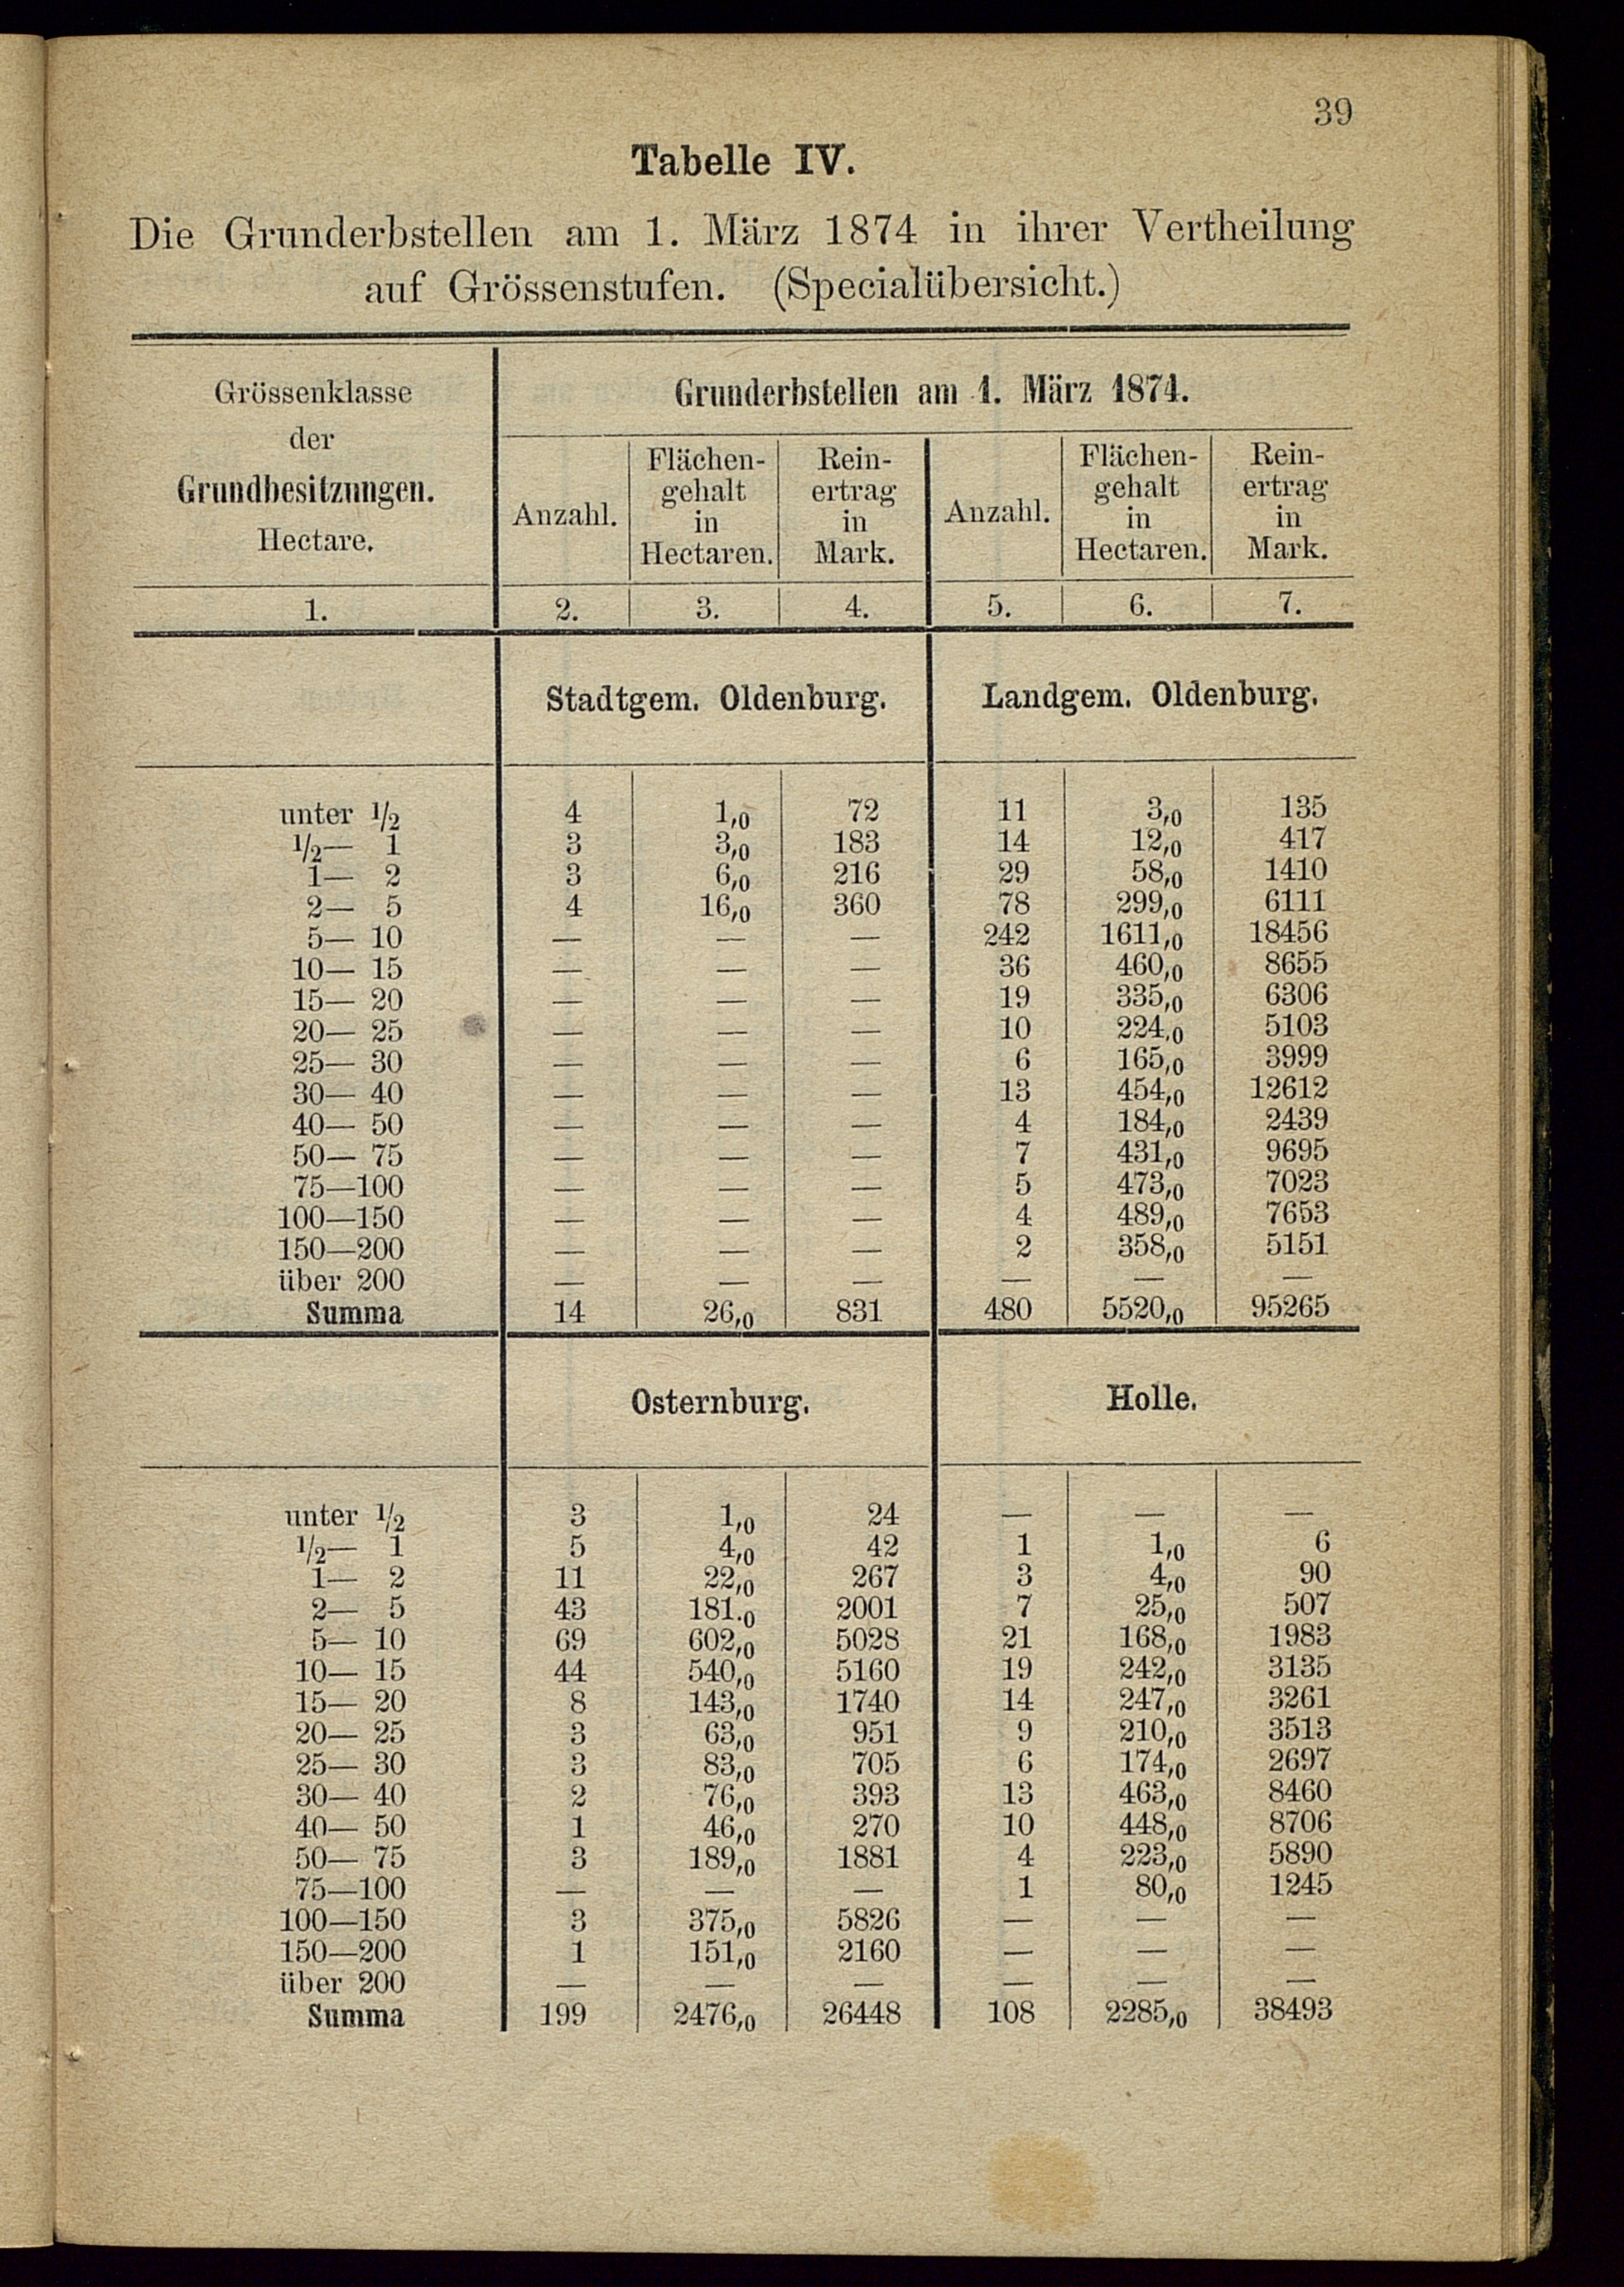 39
Tabelle IV.
Die Grunderbstellen am 1. März 1874 in ihrer Vertheilung
auf Grössenstufen. (Specialübersicht.)
Grössenklasse
der
Grundbesitzungen.
Hectare.
Grunderbstellen am 1. März 1874.
Anzahl.
Flächen-
gehalt
in
Hectaren.
Rein-
ertrag
in
Mark.
Anzahl.
Flächen-
gehalt
in
Hectaren.
Rein-
ertrag
in
Mark.
1. 2. 3. 4. 5. 6. 7.
Stadtgem. Oldenburg. Landgem. Oldenburg.
unter 1/2 4 1,0 72 11 3,0 135
1/2— 1 3 3,0 183 14 12,0 417
1— 2 3 6,0 216 29 58,0 1410
2— 5 4 16,0 360 78 299,0 6111
5— 10 — — — 242 1611,0 18456
10— 15 — — — 36 460,0 8655
15— 20 — — — 19 335,0 6306
20— 25 — — — 10 224,0 5103
25— 30 — — — 6 165,0 3999
30— 40 — — — 13 454,0 12612
40— 50 — — — 4 184,0 2439
50— 75 — — — 7 431,0 9695
75—100 — — — 5 473,0 7023
100—150 — — — 4 489,0 7653
150—200 — — — 2 358,0 5151
über 200 — — — — — —
Summa 14 26,0 831 480 5520,0 95265
Osternburg. Holle.
unter 1/2 3 1,0 24 — — —
1/2— 1 5 4,0 42 1 1,0 6
1— 2 11 22,0 267 3 4,0 90
2— 5 43 181.0 2001 7 25,0 507
5— 10 69 602,0 5028 21 168,0 1983
10— 15 44 540,0 5160 19 242,0 3135
15— 20 8 143,0 1740 14 247,0 3261
20— 25 3 63,0 951 9 210,0 3513
25— 30 3 83,0 705 6 174,0 2697
30— 40 2 76,0 393 13 463,0 8460
40— 50 1 46,0 270 10 448,0 8706
50— 75 3 189,0 1881 4 223,0 5890
75—100 — — — 1 80,0 1245
100—150 3 375,0 5826 — — —
150—200 1 151,0 2160 — — —
über 200 — — — — — —
Summa 199 2476,0 26448 108 2285,0 38493